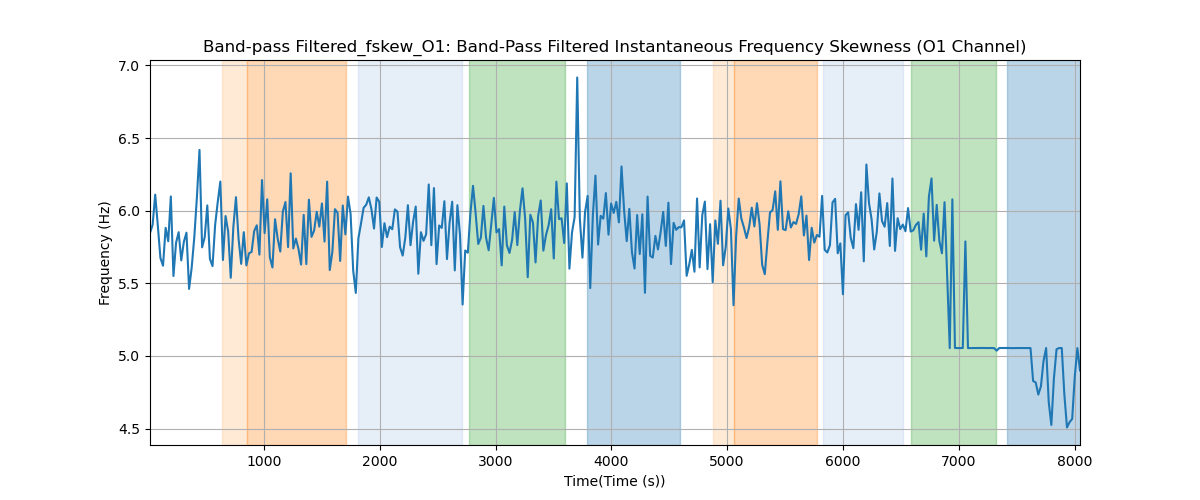 Band-pass Filtered_fskew_O1: Band-Pass Filtered Instantaneous Frequency Skewness (O1 Channel)
Frequency (Hz)
7.0
6.5
6.0
5.5
5.0
4.5
1000 2000 3000 4000 5000 6000 7000 8000
Time(Time (s))